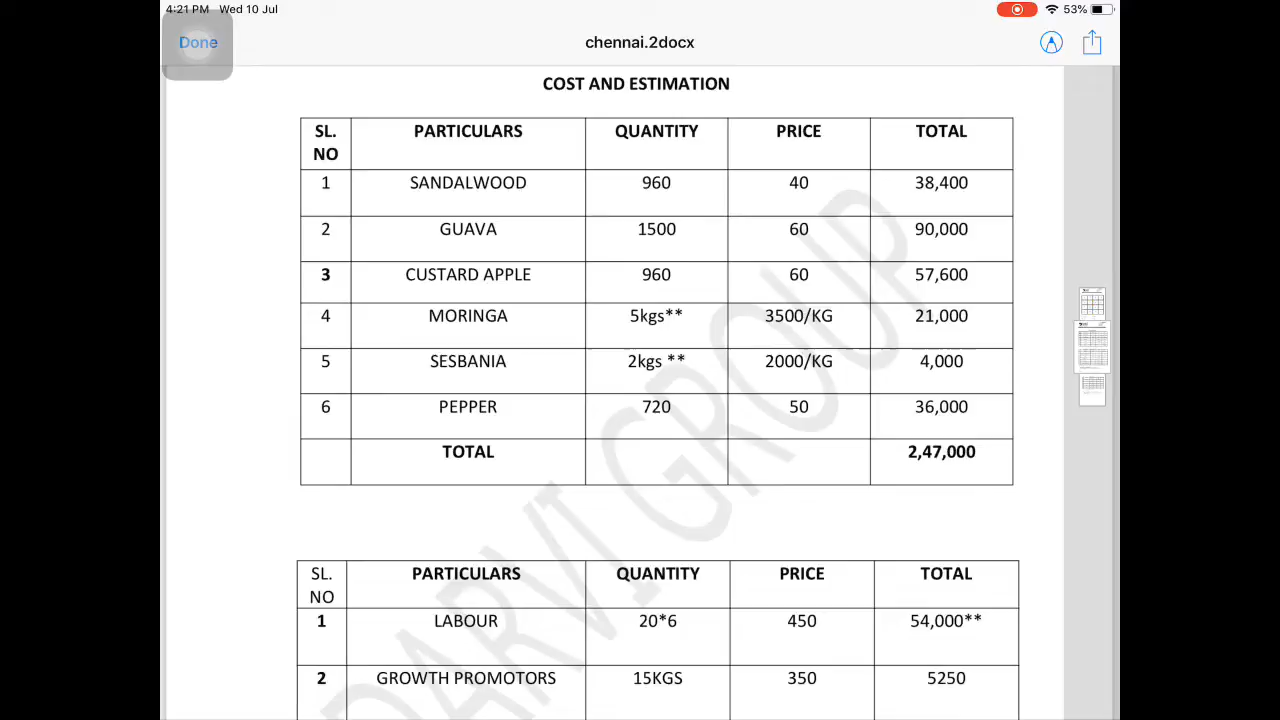 4:21 PM Wed 10 Jul 53%
Done chennai.2docx
COST AND ESTIMATION
SL. NO PARTICULARS QUANTITY PRICE TOTAL
1 SANDALWOOD 960 40 38,400
2 GUAVA 1500 60 90,000
3 CUSTARD APPLE 960 60 57,600
4 MORINGA 5kgs** 3500/KG 21,000
5 SESBANIA 2kgs ** 2000/KG 4,000
6 PEPPER 720 50 36,000
TOTAL 2,47,000
SL. NO PARTICULARS QUANTITY PRICE TOTAL
1 LABOUR 20*6 450 54,000**
2 GROWTH PROMOTORS 15KGS 350 5250
DARVI GROUP